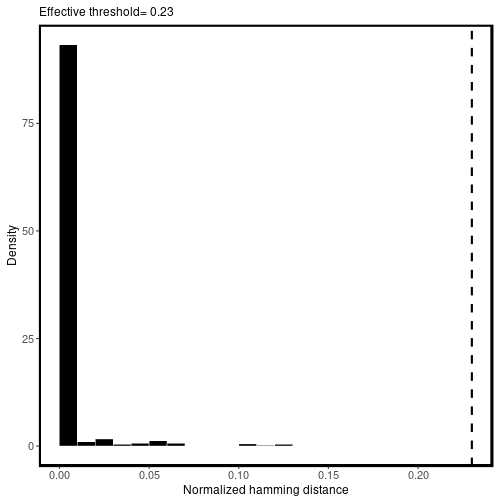 Effective threshold= 0.23
75
50
25
0
Density
0.00 0.05 0.10 0.15 0.20
Normalized hamming distance